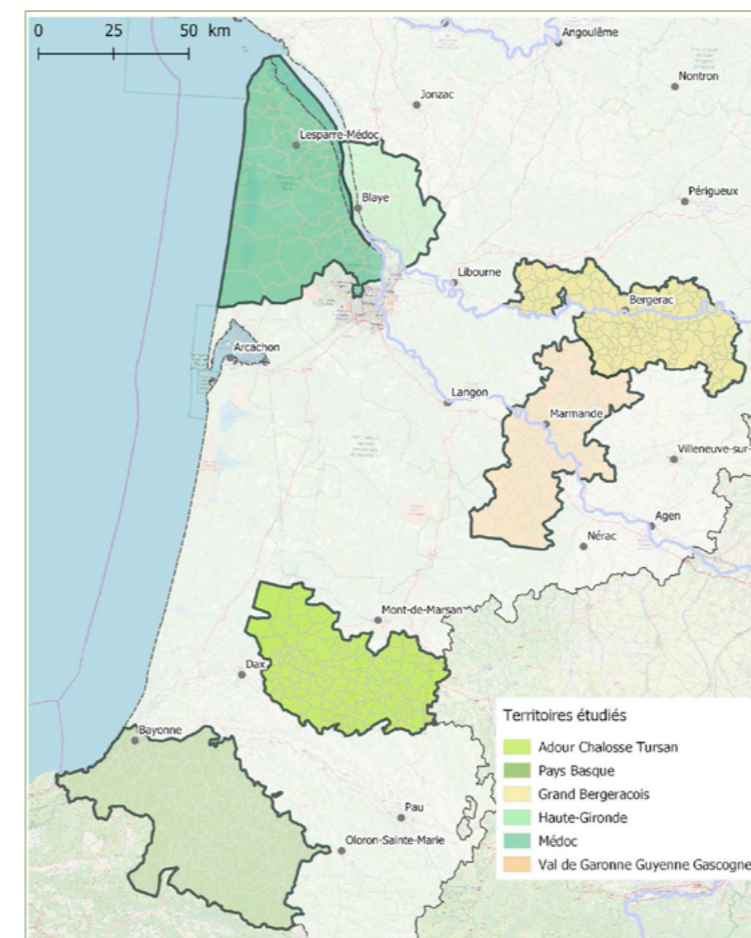 0 25 50 km
Angoulême
Nontron
Jonzac
Lesparre-Médoc
Périgueux
Blaye
Libourne
Bergerac
Arcachon
Langon
Marmande
Villeneuve-sur-
Agen
Nérac
Mont-de-Marsan
Dax
Territoires étudiés
Bayonne
Adour Chalosse Tursan
Pays Basque
Grand Bergeracois
Haute-Gironde
Pau
Médoc
Oloron-Sainte-Marie
Val de Garonne Guyenne Gascogne